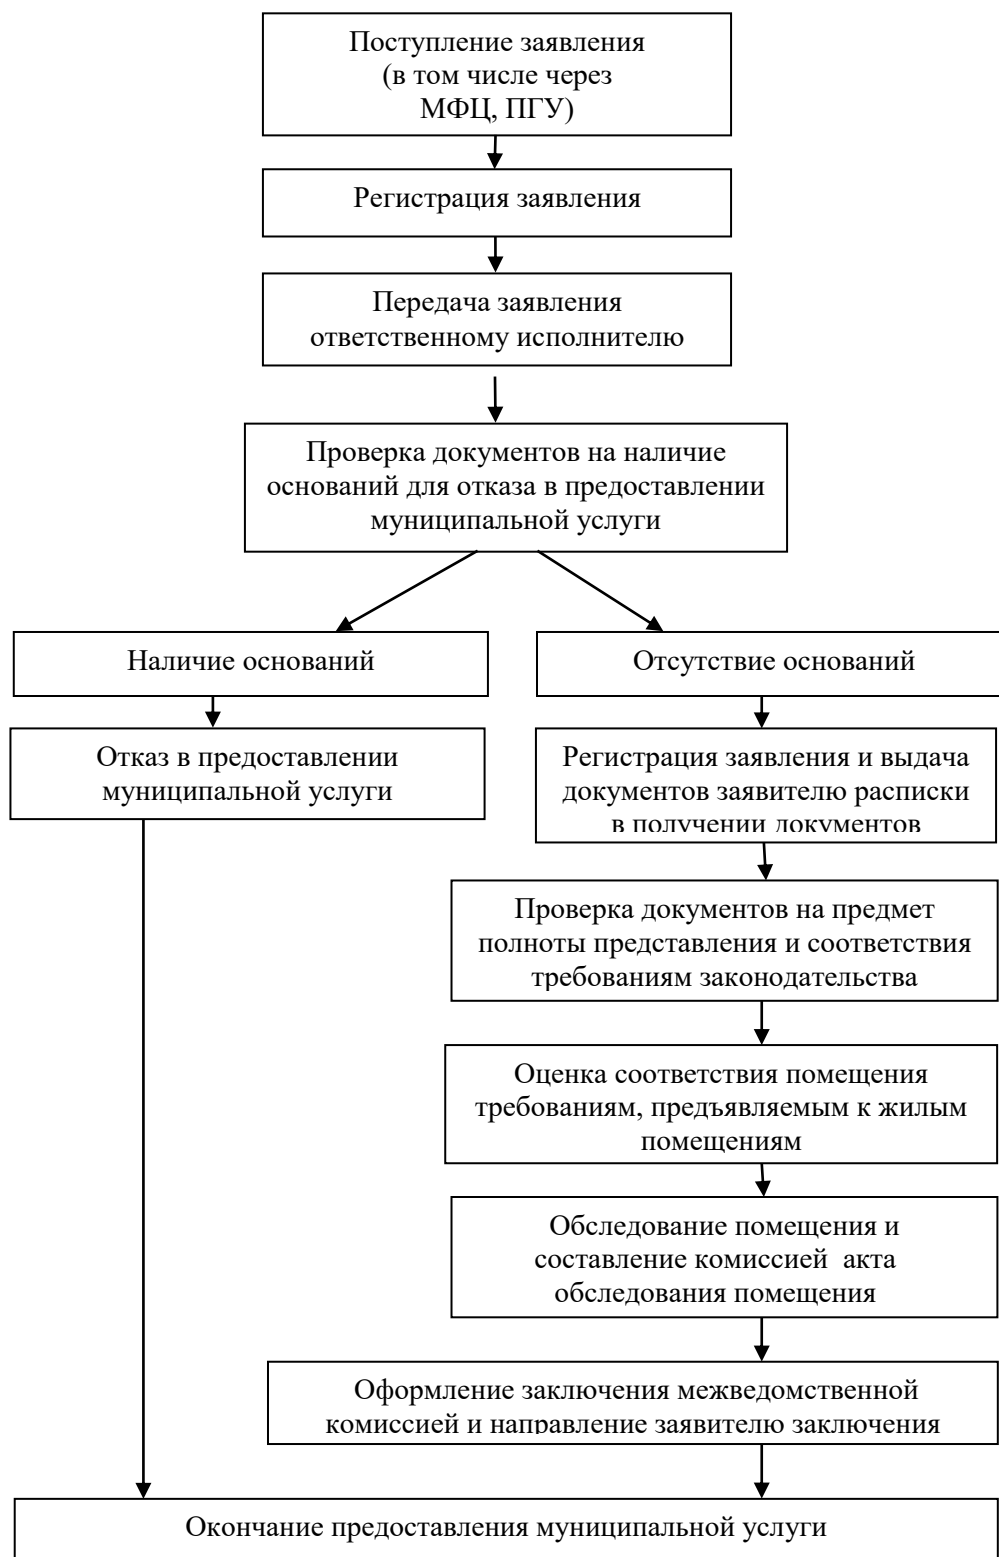 Поступление заявления
(в том числе через
МФЦ, ПГУ)
Регистрация заявления
Передача заявления
ответственному исполнителю
Проверка документов на наличие
оснований для отказа в предоставлении
муниципальной услуги
Наличие оснований
Отсутствие оснований
Отказ в предоставлении
муниципальной услуги
Регистрация заявления и выдача
документов заявителю расписки
в получении документов
Проверка документов на предмет
полноты представления и соответствия
требованиям законодательства
Оценка соответствия помещения
требованиям, предъявляемым к жилым
помещениям
Обследование помещения и
составление комиссией акта
обследования помещения
Оформление заключения межведомственной
комиссией и направление заявителю заключения
Окончание предоставления муниципальной услуги